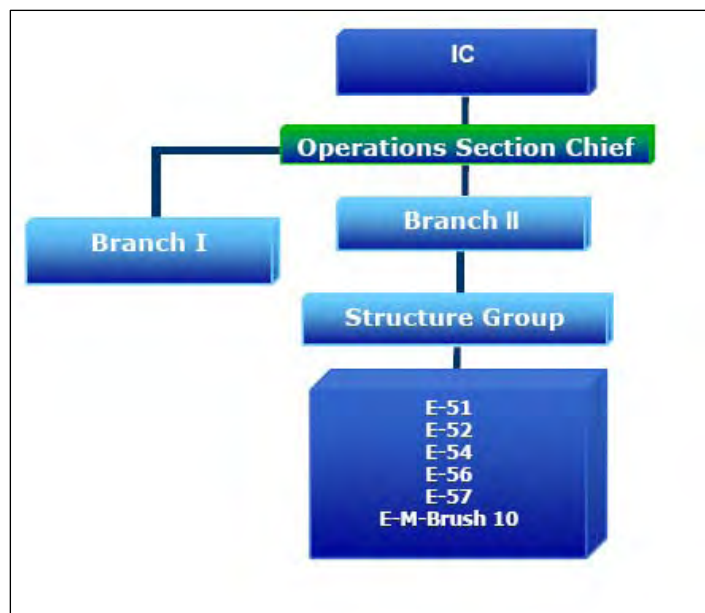 IC
Operations Section Chief
Branch I
Branch II
Structure Group
E-51
E-52
E-54
E-56
E-57
E-M-Brush 10